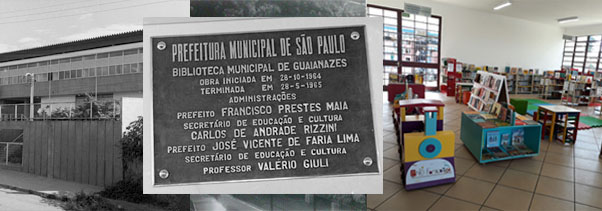 PREFEITURA MUNICIPAL DE SÃO PAULO
BIBLIOTECA MUNICIPAL DE GUAIANAZES
OBRA INICIADA EM 28-10-1964
TERMINADA EM 28-5-1965
ADMINISTRAÇÕES
PREFEITO FRANCISCO PRESTES MAIA
SECRETÁRIO DE EDUCAÇÃO E CULTURA
CARLOS DE ANDRADE RIZZINI
PREFEITO JOSÉ VICENTE DE FARIA LIMA
SECRETÁRIO DE EDUCAÇÃO E CULTURA
PROFESSOR VALÉRIO GIULI